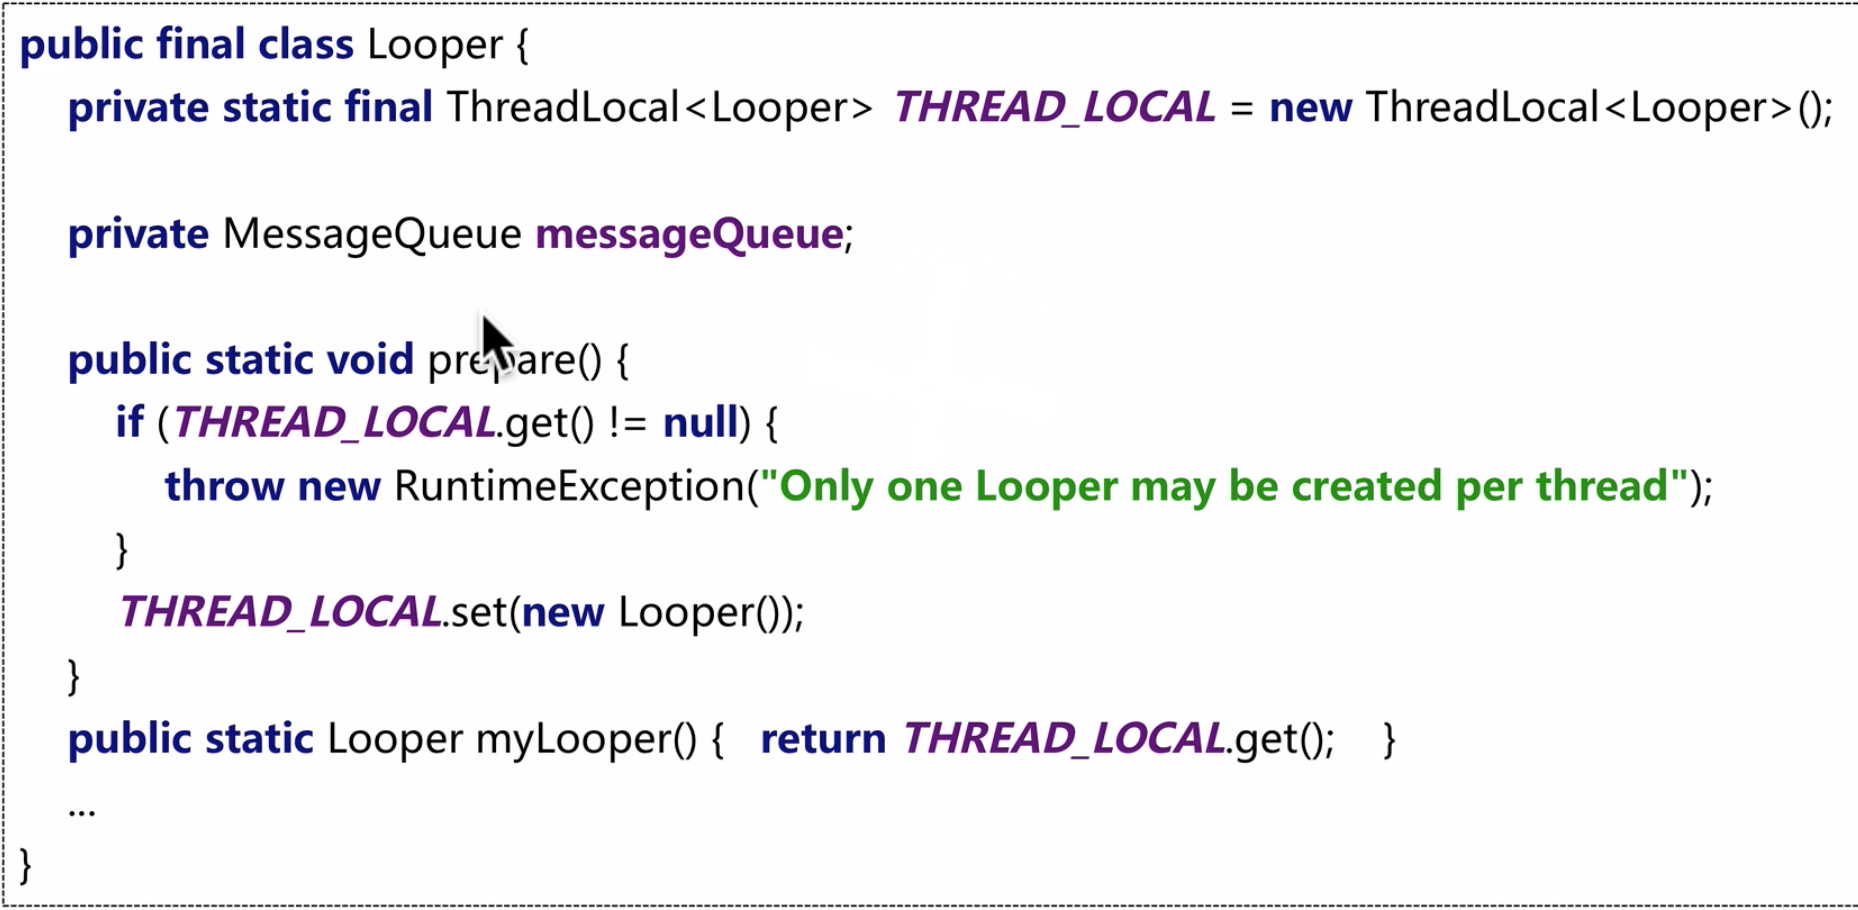 public final class Looper {
private static final ThreadLocal<Looper> THREAD_LOCAL = new ThreadLocal<Looper>();
private MessageQueue messageQueue;
public static void prepare() {
if (THREAD_LOCAL.get() != null) {
throw new RuntimeException("Only one Looper may be created per thread");
}
THREAD_LOCAL.set(new Looper());
}
public static Looper myLooper() { return THREAD_LOCAL.get(); }
...
}